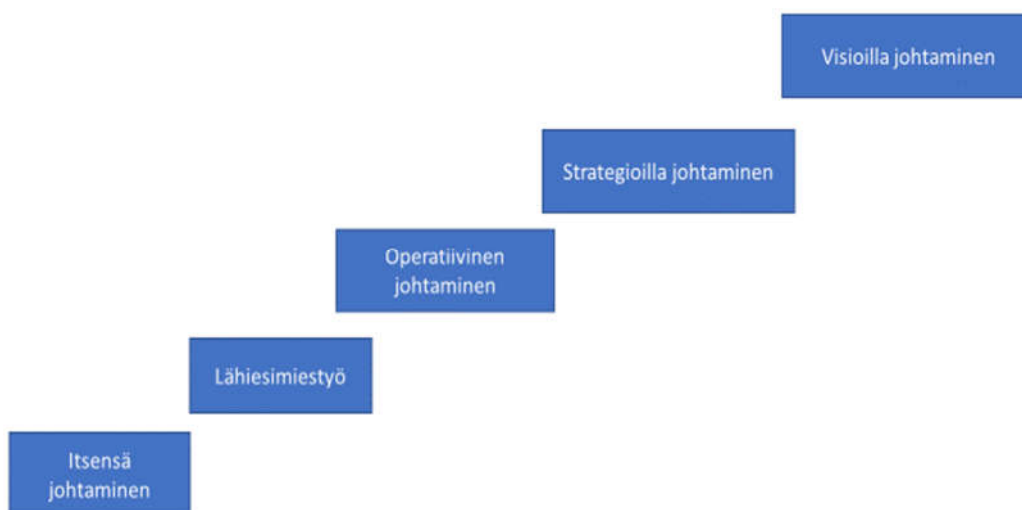 Visioilla johtaminen
Strategioilla johtaminen
Operatiivinen
johtaminen
Lähiesimiestyö
Itsensä
johtaminen